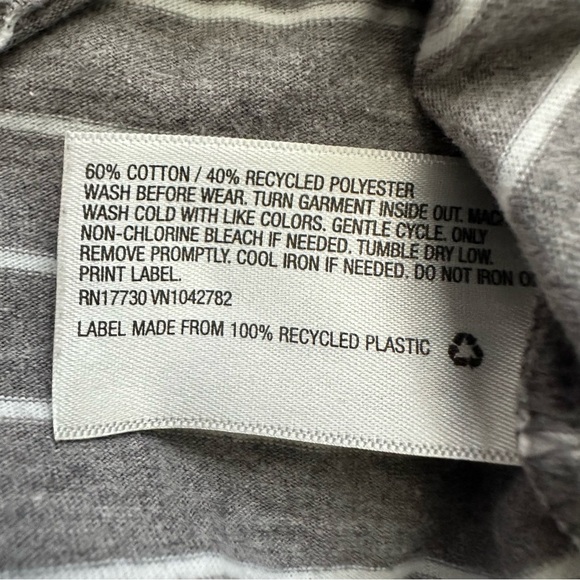 60% COTTON / 40% RECYCLED POLYESTER
WASH BEFORE WEAR. TURN GARMENT INSIDE OUT.
WASH COLD WITH LIKE COLORS. GENTLE CYCLE. ONLY
NON-CHLORINE BLEACH IF NEEDED. TUMBLE DRY LOW.
REMOVE PROMPTLY. COOL IRON IF NEEDED. DO NOT IRON
PRINT LABEL.
RN17730 VN1042782
LABEL MADE FROM 100% RECYCLED PLASTIC